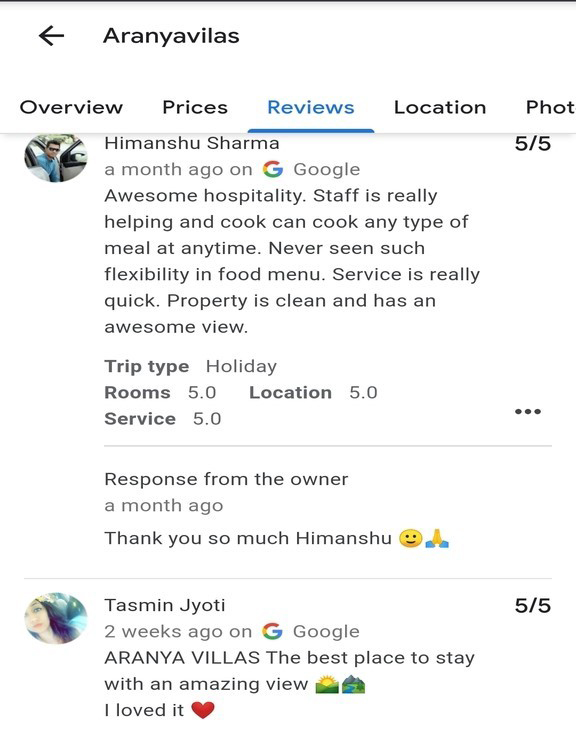 Aranyavilas
Overview Prices Reviews Location Phot
Himanshu Sharma 5/5
a month ago on Google
Awesome hospitality. Staff is really
helping and cook can cook any type of
meal at anytime. Never seen such
flexibility in food menu. Service is really
quick. Property is clean and has an
awesome view.
Trip type Holiday
Rooms 5.0 Location 5.0
Service 5.0
Response from the owner
a month ago
Thank you so much Himanshu 🙂🙏
Tasmin Jyoti 5/5
2 weeks ago on Google
ARANYA VILLAS The best place to stay
with an amazing view 🌄🏞️
I loved it ❤️